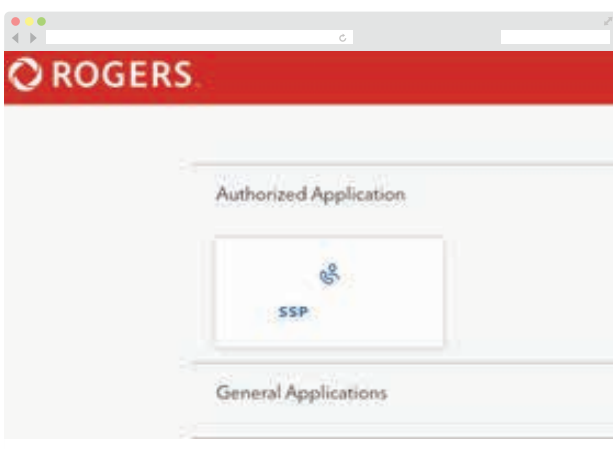 ROGERS
Authorized Application
SSP
General Applications